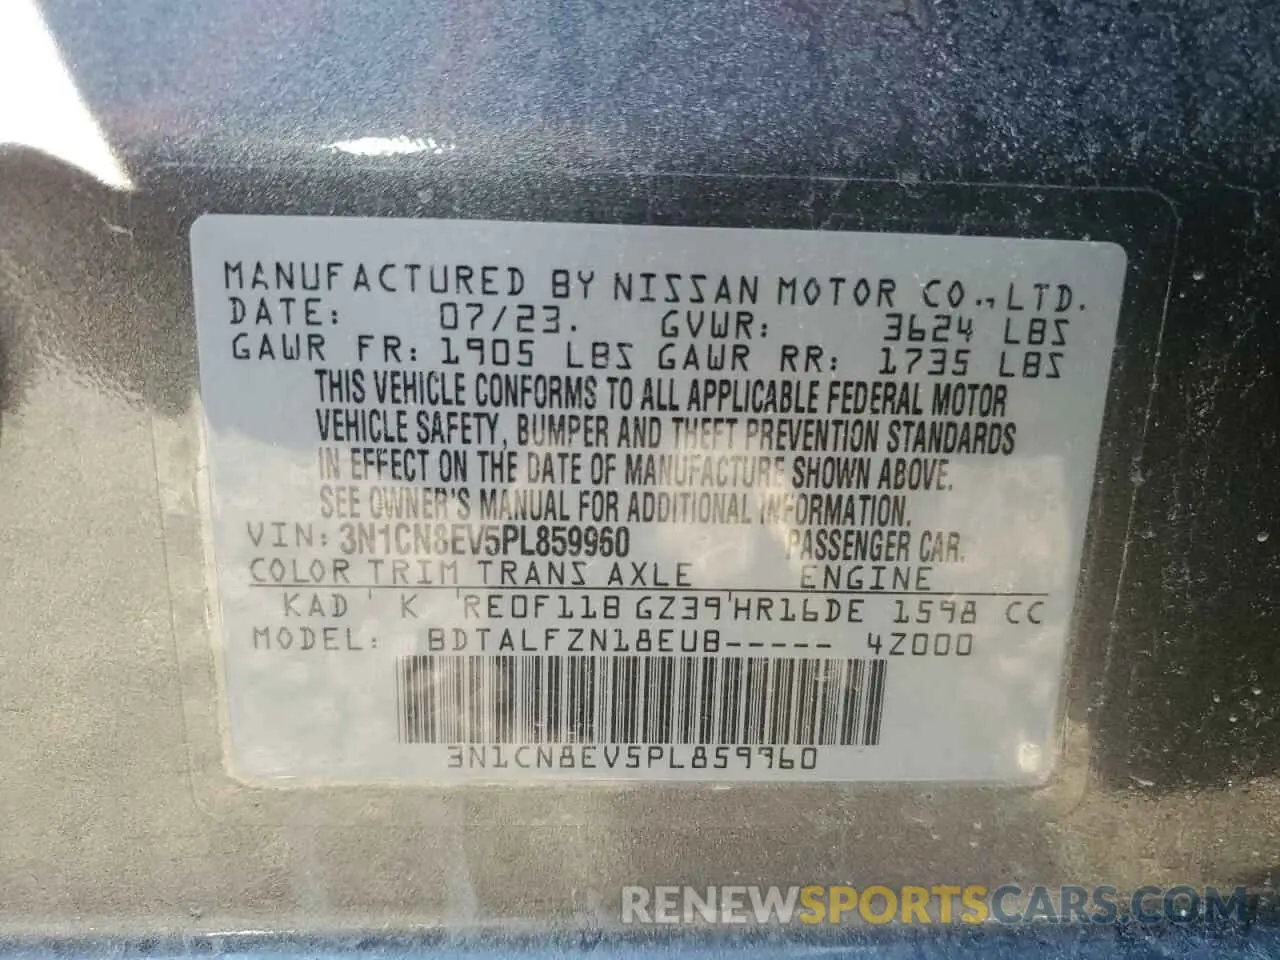 MANUFACTURED BY NISSAN MOTOR CO., LTD.
DATE: 07/23. GVWR: 3624 LBS
GAWR FR: 1905 LBS GAWR RR: 1735 LBS
THIS VEHICLE CONFORMS TO ALL APPLICABLE FEDERAL MOTOR
VEHICLE SAFETY, BUMPER AND THEFT PREVENTION STANDARDS
IN EFFECT ON THE DATE OF MANUFACTURE SHOWN ABOVE.
SEE OWNER'S MANUAL FOR ADDITIONAL INFORMATION.
VIN: 3N1CN8EV5PL859960 PASSENGER CAR.
COLOR TRIM TRANS AXLE ENGINE
KAD K RE0F11B GZ39 HR16DE 1598 CC
MODEL: BDTALFZN18EUB----- 4Z000
3N1CN8EV5PL859960
RENEWSPORTSCARS.COM